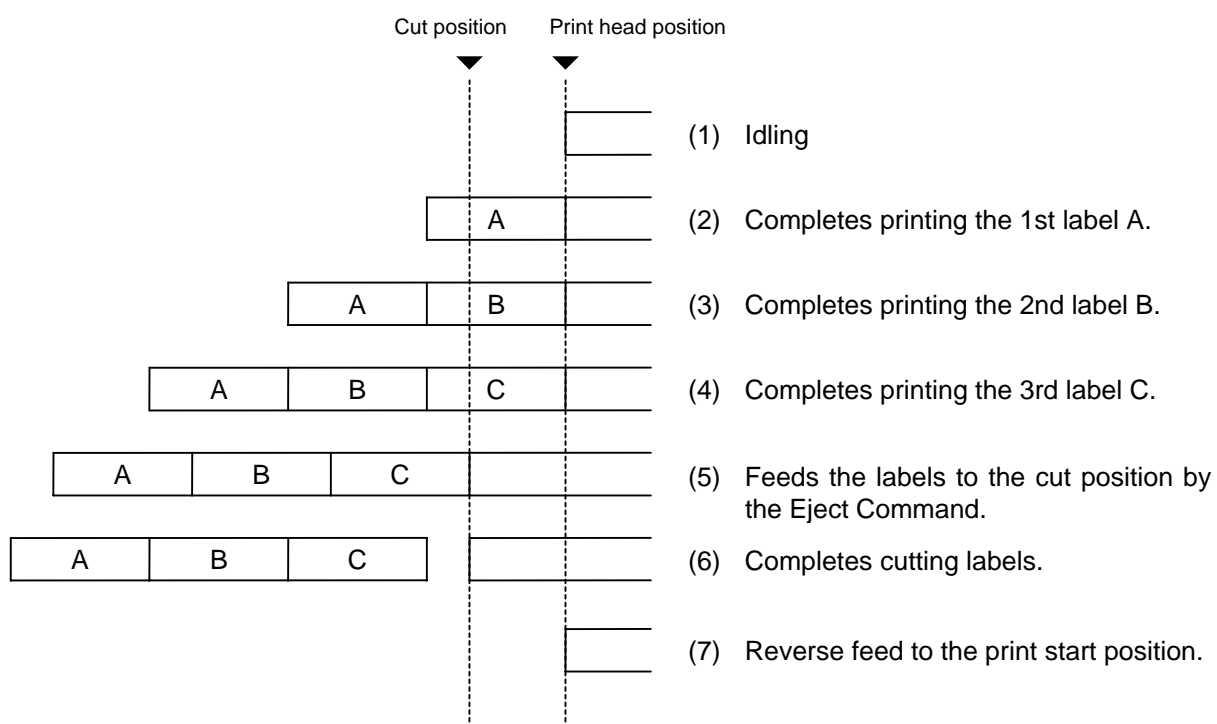 Cut position Print head position
(1) Idling
A (2) Completes printing the 1st label A.
A B (3) Completes printing the 2nd label B.
A B C (4) Completes printing the 3rd label C.
A B C (5) Feeds the labels to the cut position by
the Eject Command.
A B C (6) Completes cutting labels.
(7) Reverse feed to the print start position.